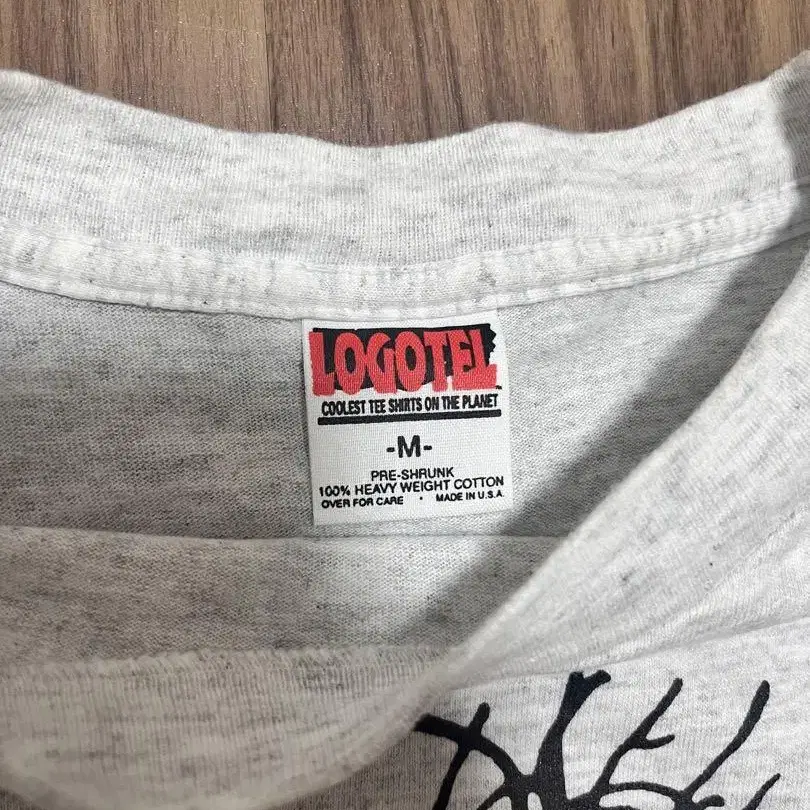 LOGOTEL
COOLEST TEE SHIRTS ON THE PLANET
-M-
PRE-SHRUNK
100% HEAVY WEIGHT COTTON
OVER FOR CARE • MADE IN U.S.A.